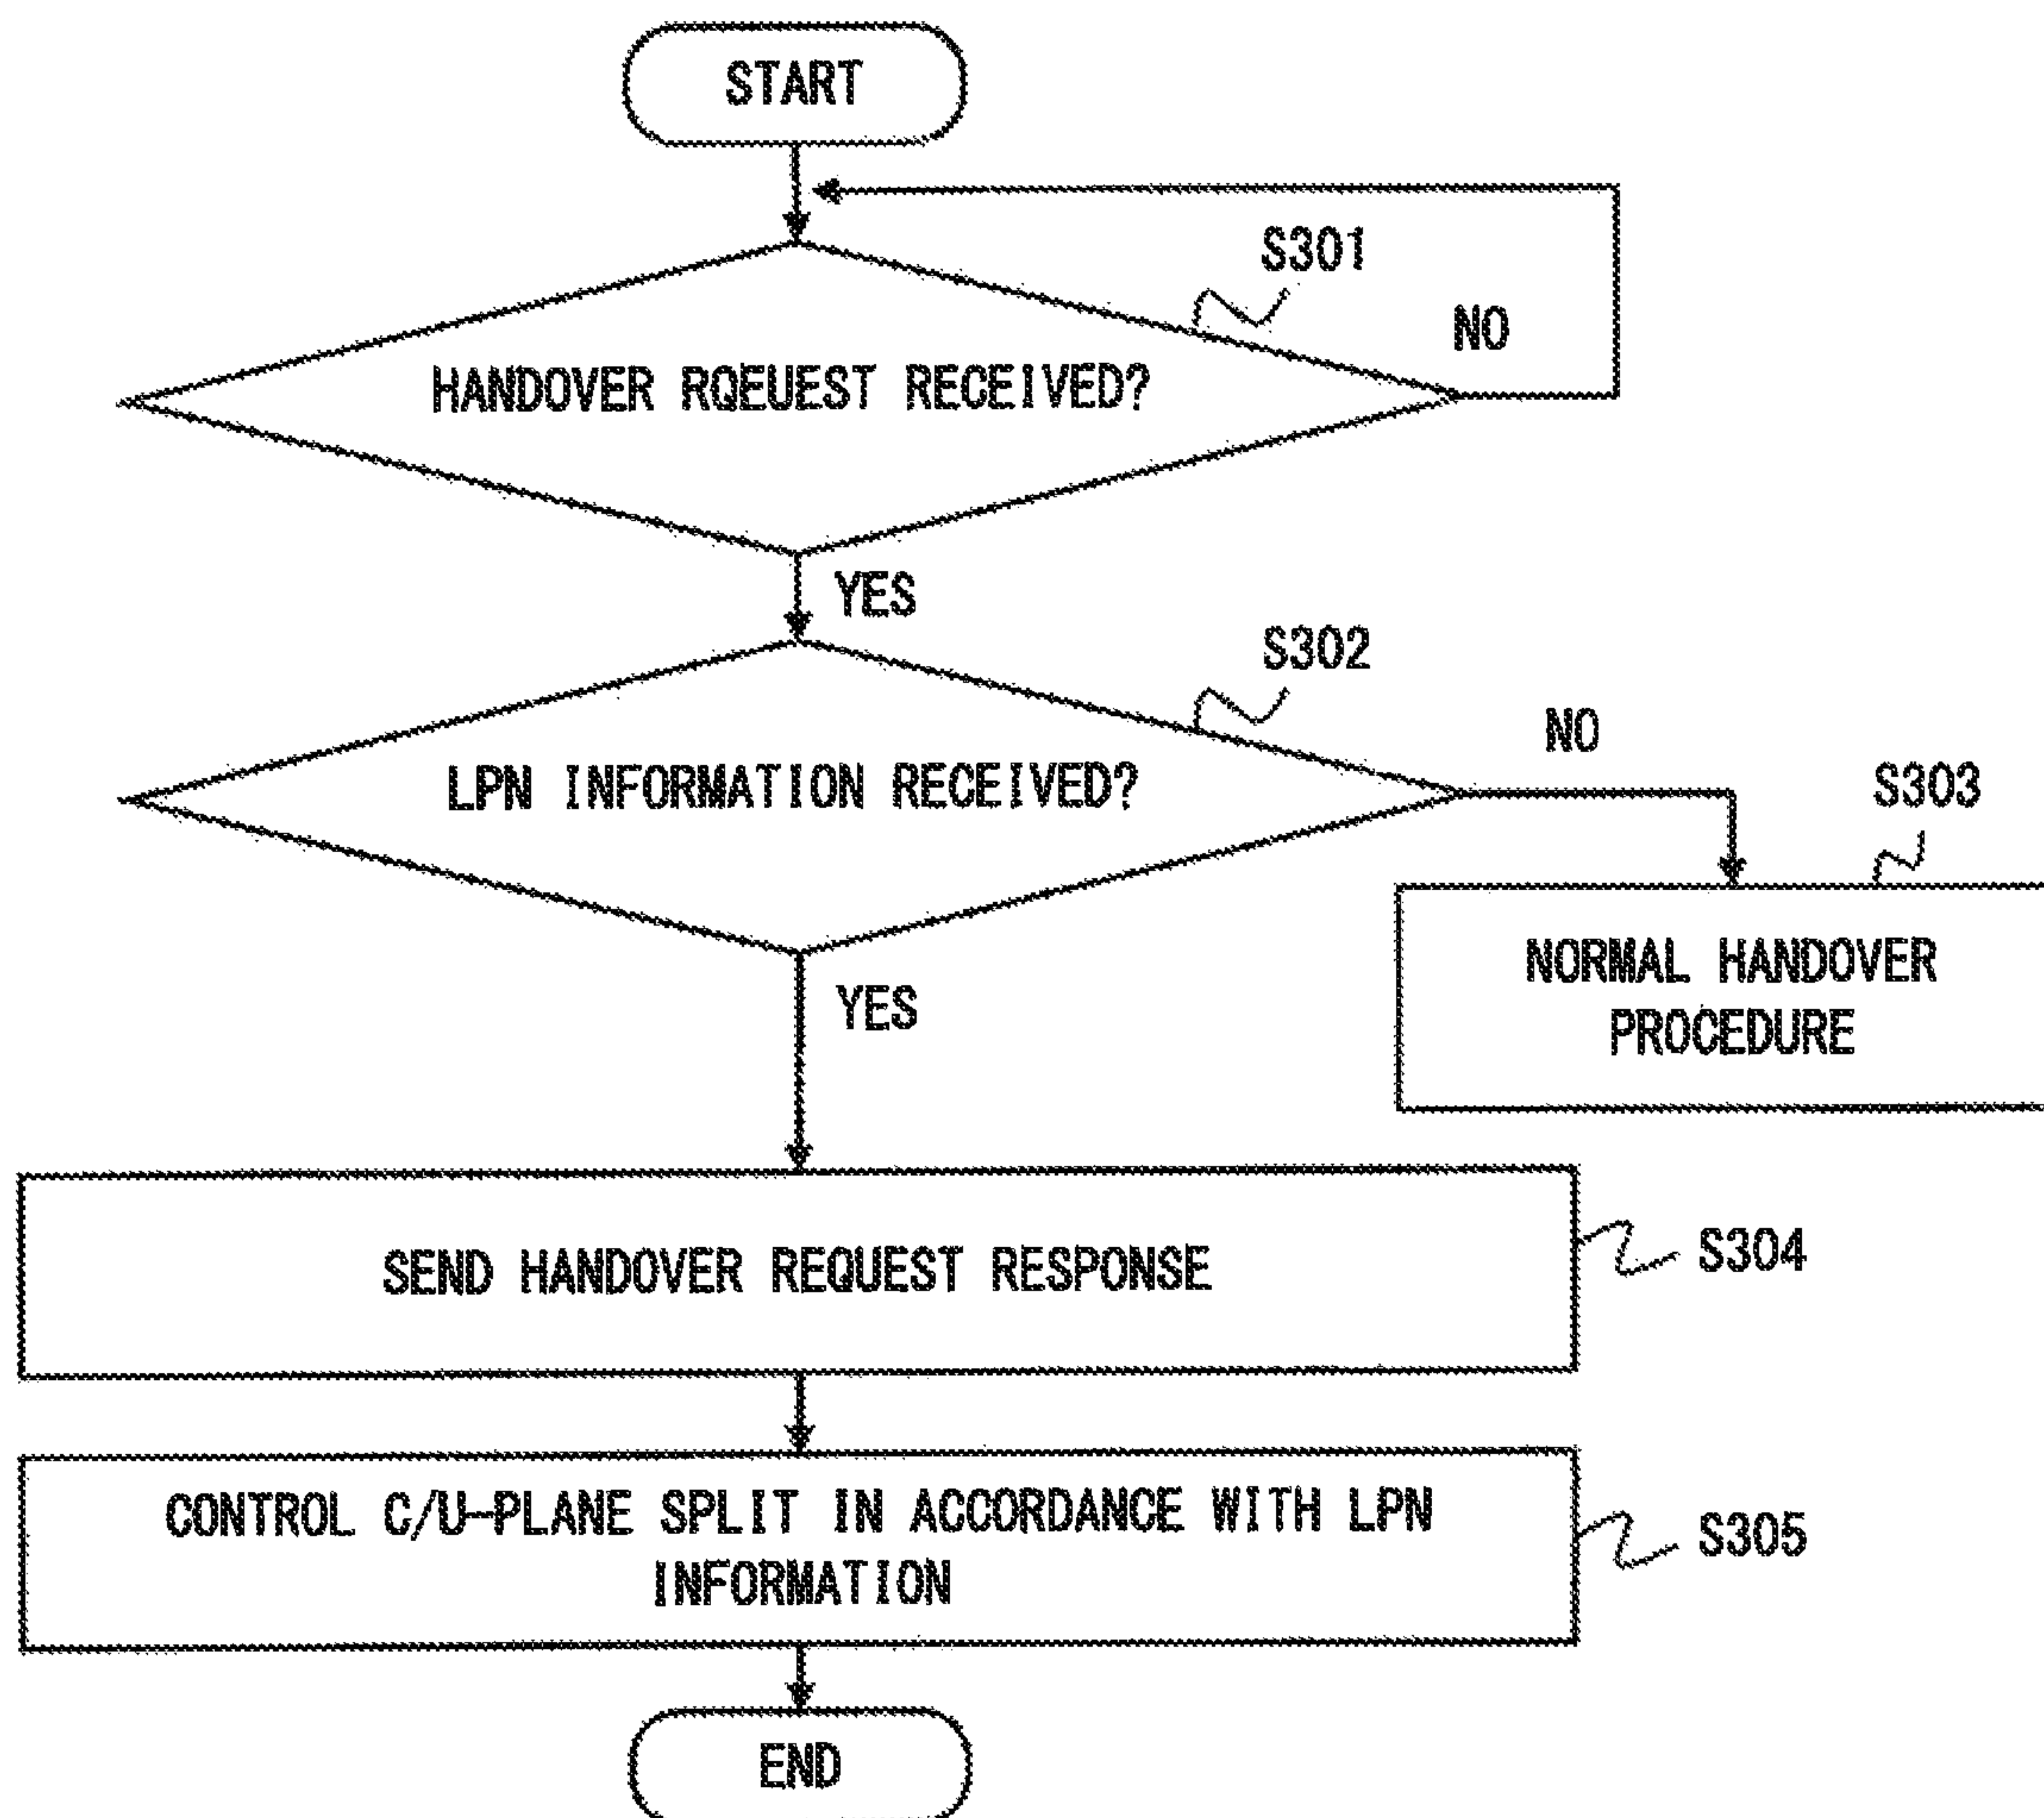 START
S301
NO
HANDOVER RQEUEST RECEIVED?
YES
S302
NO
LPN INFORMATION RECEIVED?
S303
NORMAL HANDOVER
PROCEDURE
YES
SEND HANDOVER REQUEST RESPONSE
S304
CONTROL C/U-PLANE SPLIT IN ACCORDANCE WITH LPN
INFORMATION
S305
END